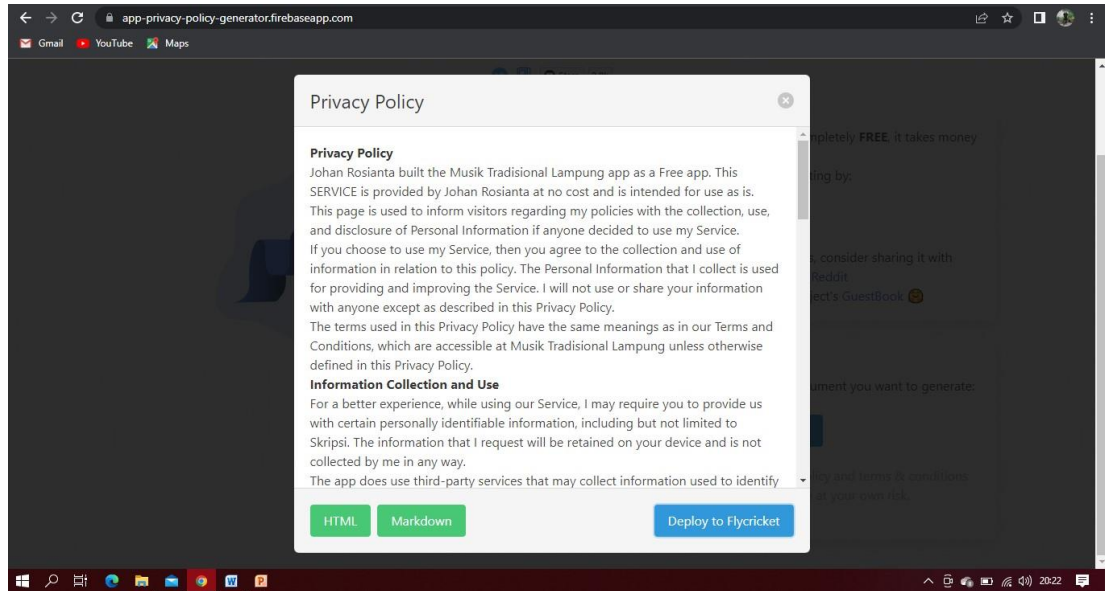 app-privacy-policy-generator.firebaseapp.com
Gmail YouTube Maps
Privacy Policy
Privacy Policy
Johan Rosianta built the Musik Tradisional Lampung app as a Free app. This
SERVICE is provided by Johan Rosianta at no cost and is intended for use as is.
This page is used to inform visitors regarding my policies with the collection, use,
and disclosure of Personal Information if anyone decided to use my Service.
If you choose to use my Service, then you agree to the collection and use of
information in relation to this policy. The Personal Information that I collect is used
for providing and improving the Service. I will not use or share your information
with anyone except as described in this Privacy Policy.
The terms used in this Privacy Policy have the same meanings as in our Terms and
Conditions, which are accessible at Musik Tradisional Lampung unless otherwise
defined in this Privacy Policy.
Information Collection and Use
For a better experience, while using our Service, I may require you to provide us
with certain personally identifiable information, including but not limited to
Skripsi. The information that I request will be retained on your device and is not
collected by me in any way.
The app does use third-party services that may collect information used to identify
HTML Markdown Deploy to Flycricket
FREE, it takes money
ing by:
consider sharing it with
Reddit
ject's GuestBook
ument you want to generate:
and terms & conditions
at your own risk.
20:22